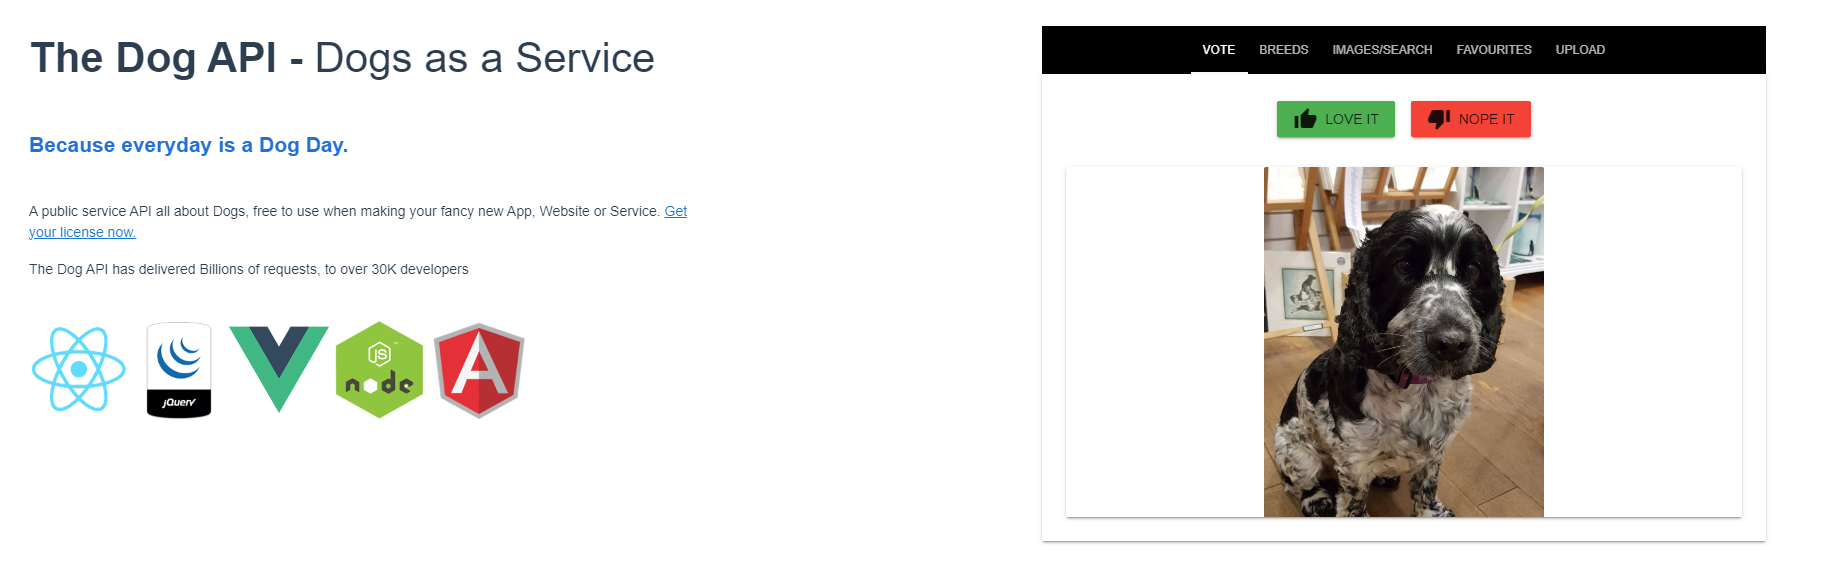 The Dog API - Dogs as a Service
Because everyday is a Dog Day.
A public service API all about Dogs, free to use when making your fancy new App, Website or Service. Get
your license now.
The Dog API has delivered Billions of requests, to over 30K developers
jQuery
JS
node
™
A
VOTE BREEDS IMAGES/SEARCH FAVOURITES UPLOAD
LOVE IT NOPE IT